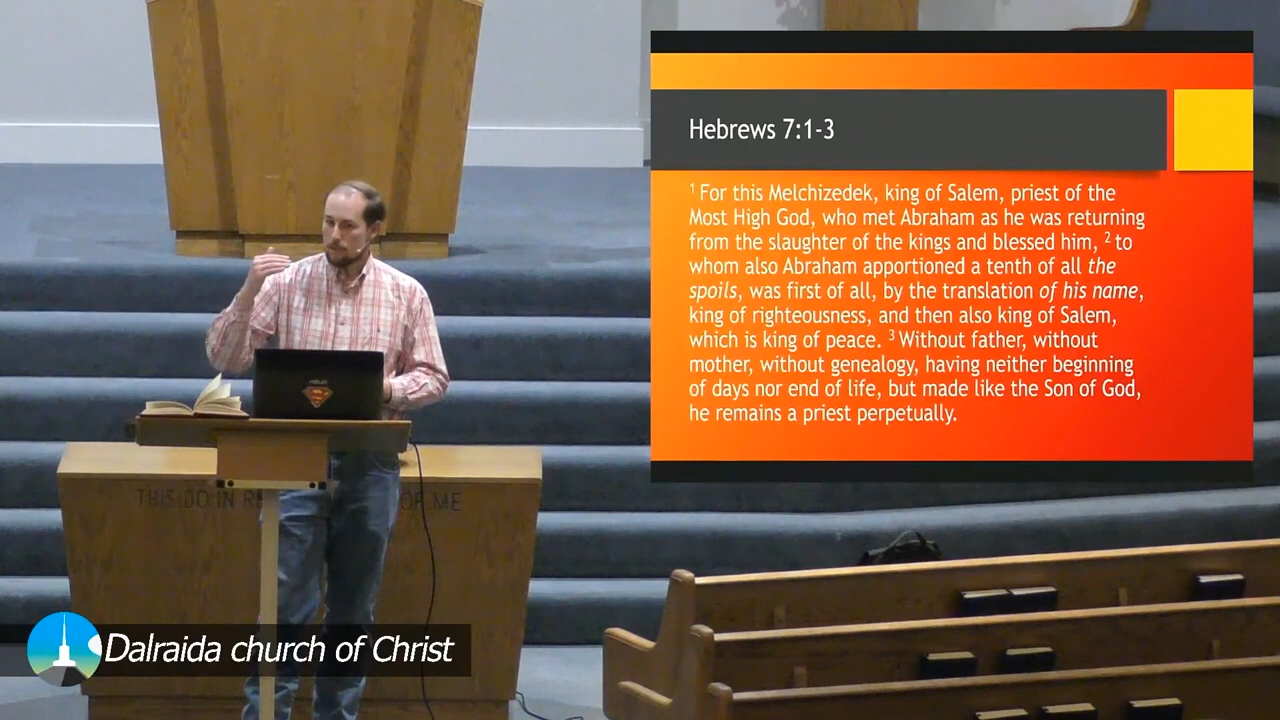 Hebrews 7:1-3
1 For this Melchizedek, king of Salem, priest of the
Most High God, who met Abraham as he was returning
from the slaughter of the kings and blessed him, 2 to
whom also Abraham apportioned a tenth of all the
spoils, was first of all, by the translation of his name,
king of righteousness, and then also king of Salem,
which is king of peace. 3 Without father, without
mother, without genealogy, having neither beginning
of days nor end of life, but made like the Son of God,
he remains a priest perpetually.
ASUS
THIS DO IN RE OF ME
Dalraida church of Christ